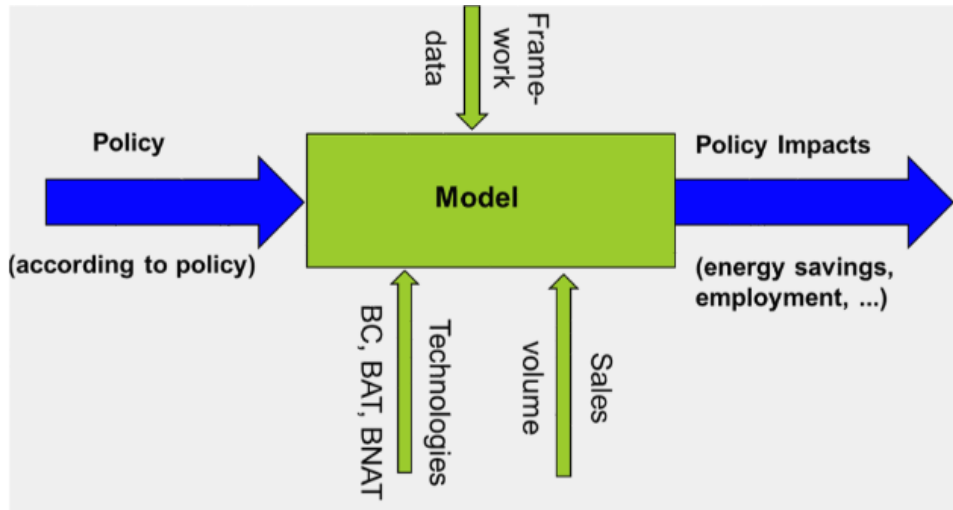 Frame-
work
data
Policy
Policy Impacts
Model
(according to policy)
(energy savings,
employment, ...)
Technologies
BC, BAT, BNAT
Sales
volume